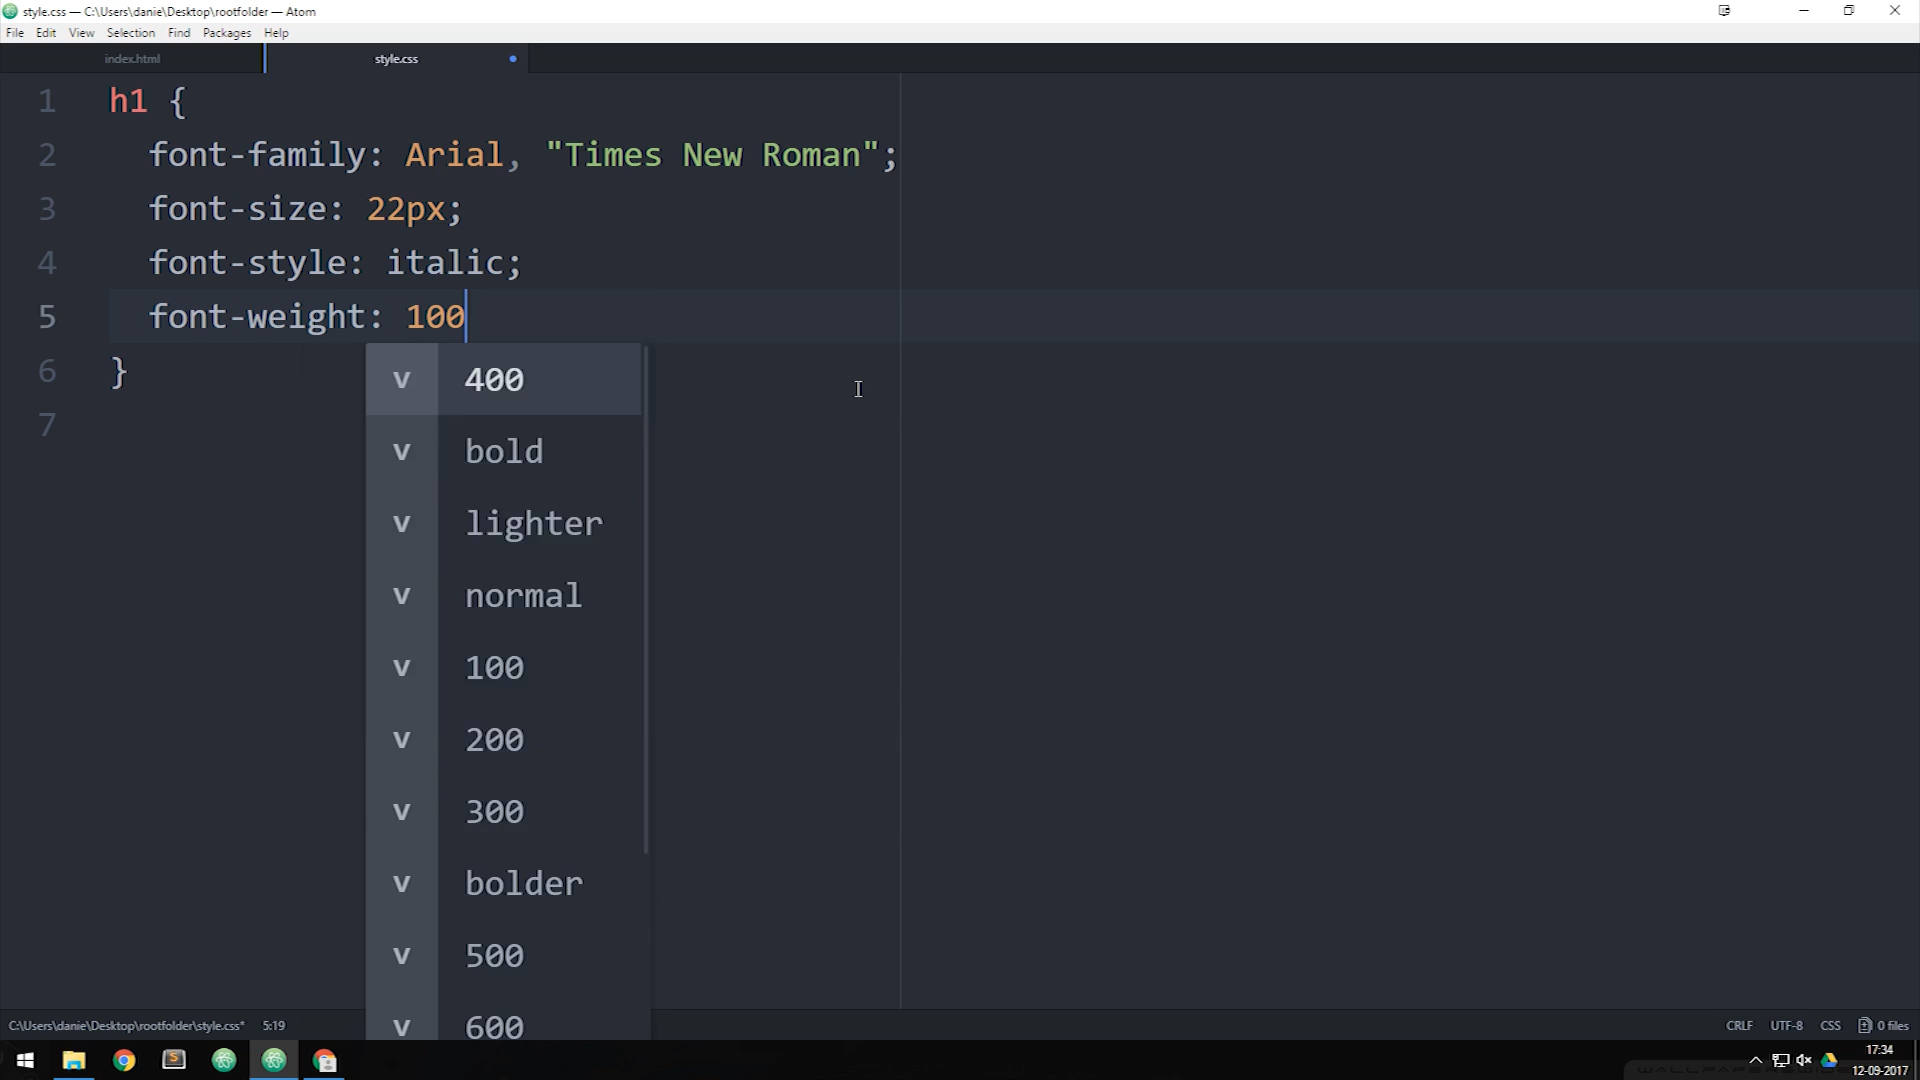 style.css — C:\Users\danie\Desktop\rootfolder — Atom
File Edit View Selection Find Packages Help
index.html style.css
1 h1 {
2 font-family: Arial, "Times New Roman";
3 font-size: 22px;
4 font-style: italic;
5 font-weight: 100
6 }
7
v 400
v bold
v lighter
v normal
v 100
v 200
v 300
v bolder
v 500
v 600
C:\Users\danie\Desktop\rootfolder\style.css* 5:19 CRLF UTF-8 CSS 0 files
17:34
12-09-2017